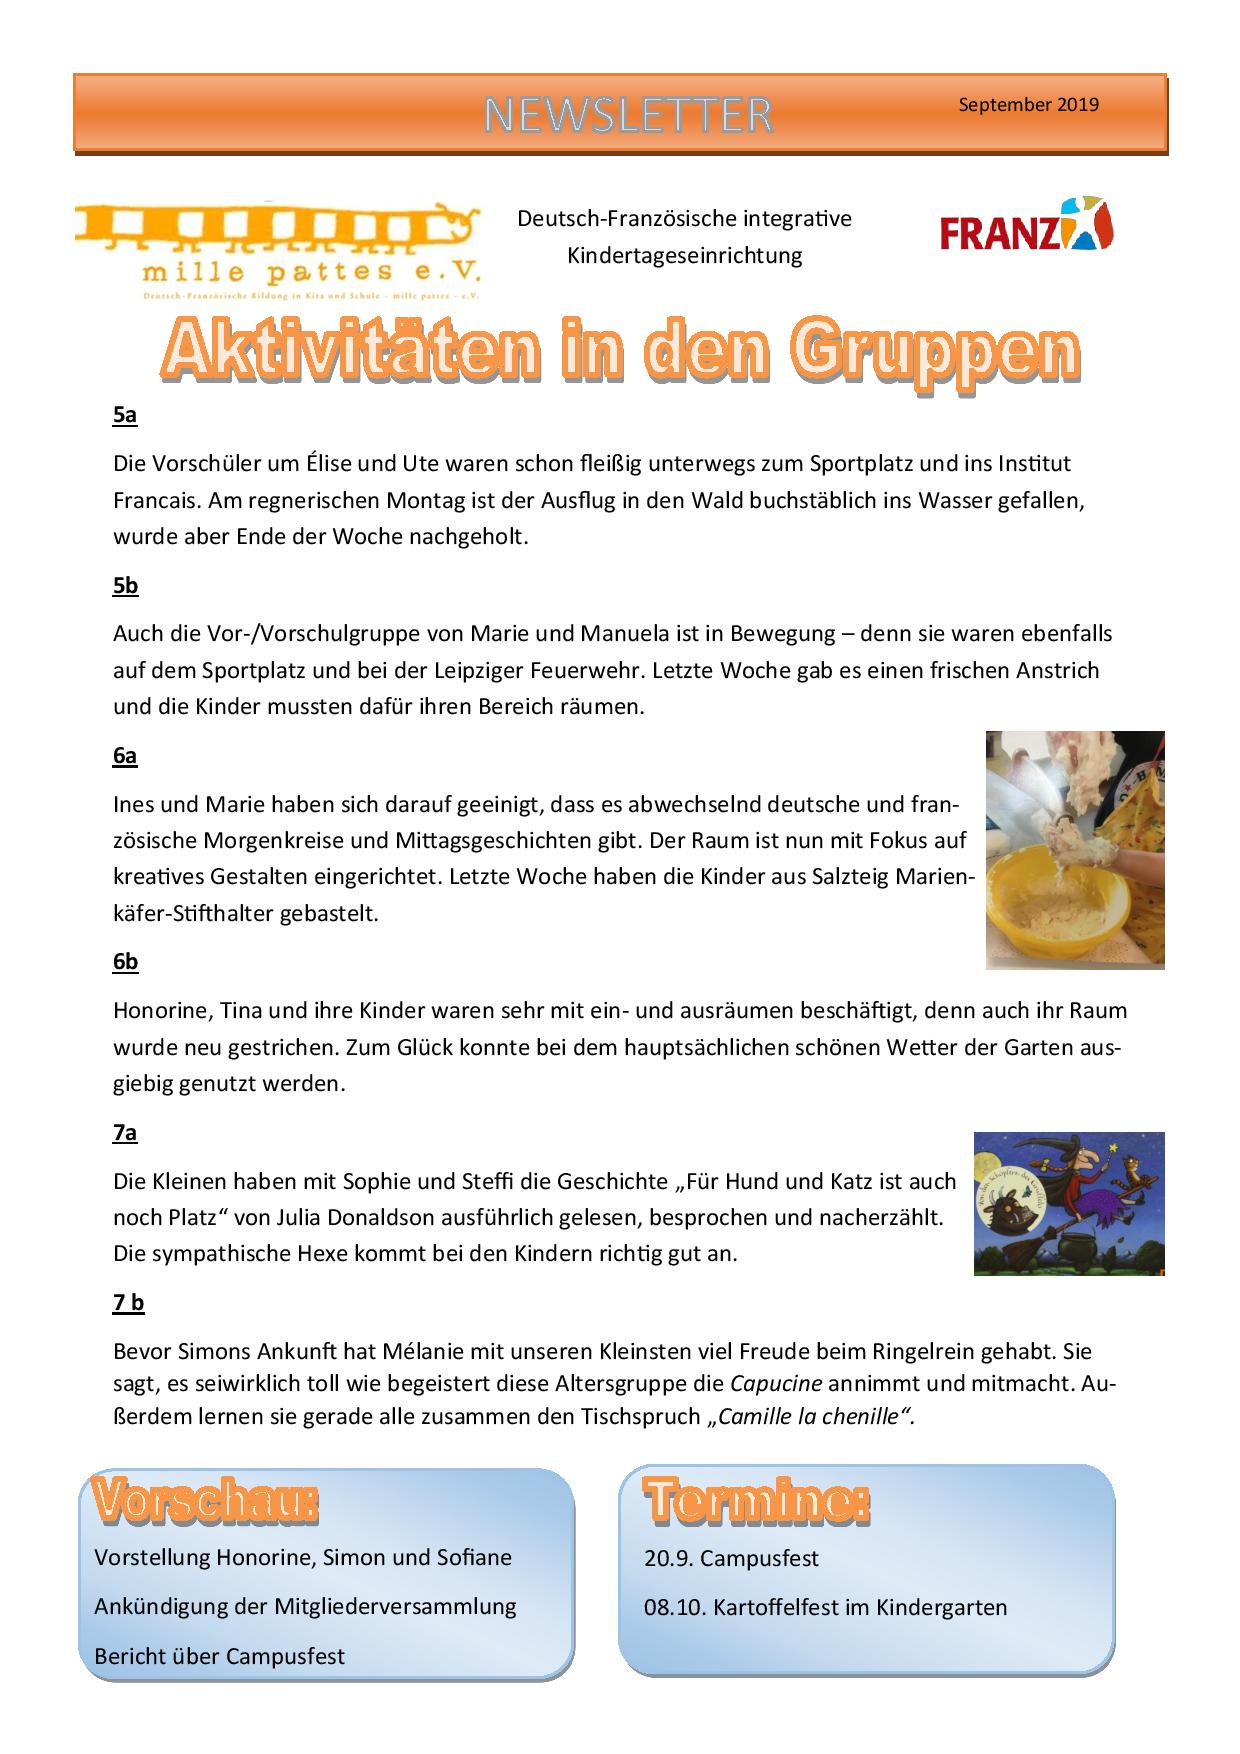 NEWSLETTER
September 2019
mille pattes e.V.
Deutsch-Französische Bildung in Kita und Schule - mille pattes - e.V.
Deutsch-Französische integrative
Kindertageseinrichtung
FRANZ
Aktivitäten in den Gruppen
5a
Die Vorschüler um Élise und Ute waren schon fleißig unterwegs zum Sportplatz und ins Institut
Francais. Am regnerischen Montag ist der Ausflug in den Wald buchstäblich ins Wasser gefallen,
wurde aber Ende der Woche nachgeholt.
5b
Auch die Vor-/Vorschulgruppe von Marie und Manuela ist in Bewegung – denn sie waren ebenfalls
auf dem Sportplatz und bei der Leipziger Feuerwehr. Letzte Woche gab es einen frischen Anstrich
und die Kinder mussten dafür ihren Bereich räumen.
6a
Ines und Marie haben sich darauf geeinigt, dass es abwechselnd deutsche und fran-
zösische Morgenkreise und Mittagsgeschichten gibt. Der Raum ist nun mit Fokus auf
kreatives Gestalten eingerichtet. Letzte Woche haben die Kinder aus Salzteig Marien-
käfer-Stifthalter gebastelt.
6b
Honorine, Tina und ihre Kinder waren sehr mit ein- und ausräumen beschäftigt, denn auch ihr Raum
wurde neu gestrichen. Zum Glück konnte bei dem hauptsächlichen schönen Wetter der Garten aus-
giebig genutzt werden.
7a
Die Kleinen haben mit Sophie und Steffi die Geschichte „Für Hund und Katz ist auch
noch Platz“ von Julia Donaldson ausführlich gelesen, besprochen und nacherzählt.
Die sympathische Hexe kommt bei den Kindern richtig gut an.
7 b
Bevor Simons Ankunft hat Mélanie mit unseren Kleinsten viel Freude beim Ringelrein gehabt. Sie
sagt, es seiwirklich toll wie begeistert diese Altersgruppe die Capucine annimmt und mitmacht. Au-
ßerdem lernen sie gerade alle zusammen den Tischspruch „Camille la chenille“.
Vorschau:
Vorstellung Honorine, Simon und Sofiane
Ankündigung der Mitgliederversammlung
Bericht über Campusfest
Termine:
20.9. Campusfest
08.10. Kartoffelfest im Kindergarten